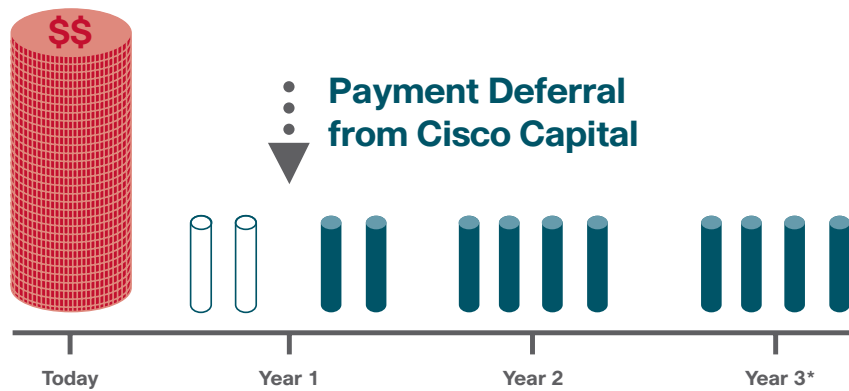 $$
Payment Deferral
from Cisco Capital
Today
Year 1
Year 2
Year 3*